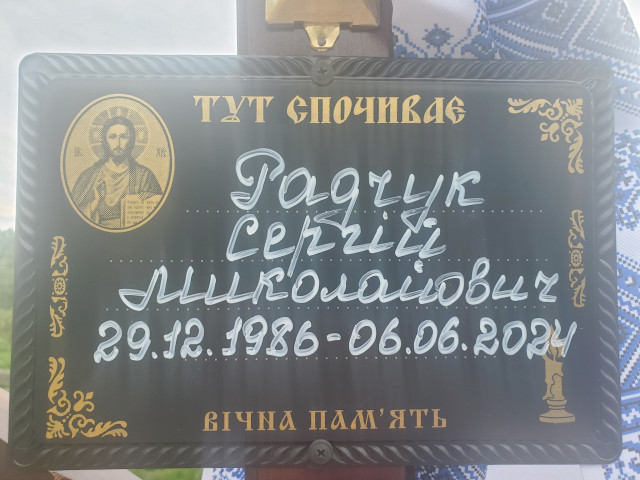 ТУТ СПОЧИВАЄ
Радчук
Сергій
Миколайович
29.12.1986-06.06.2024
ВІЧНА ПАМ'ЯТЬ